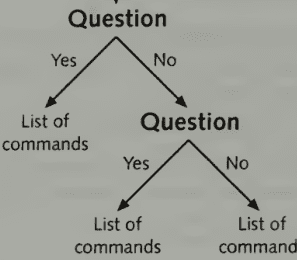 Question
Yes No
List of
commands
Question
Yes No
List of List of
commands command